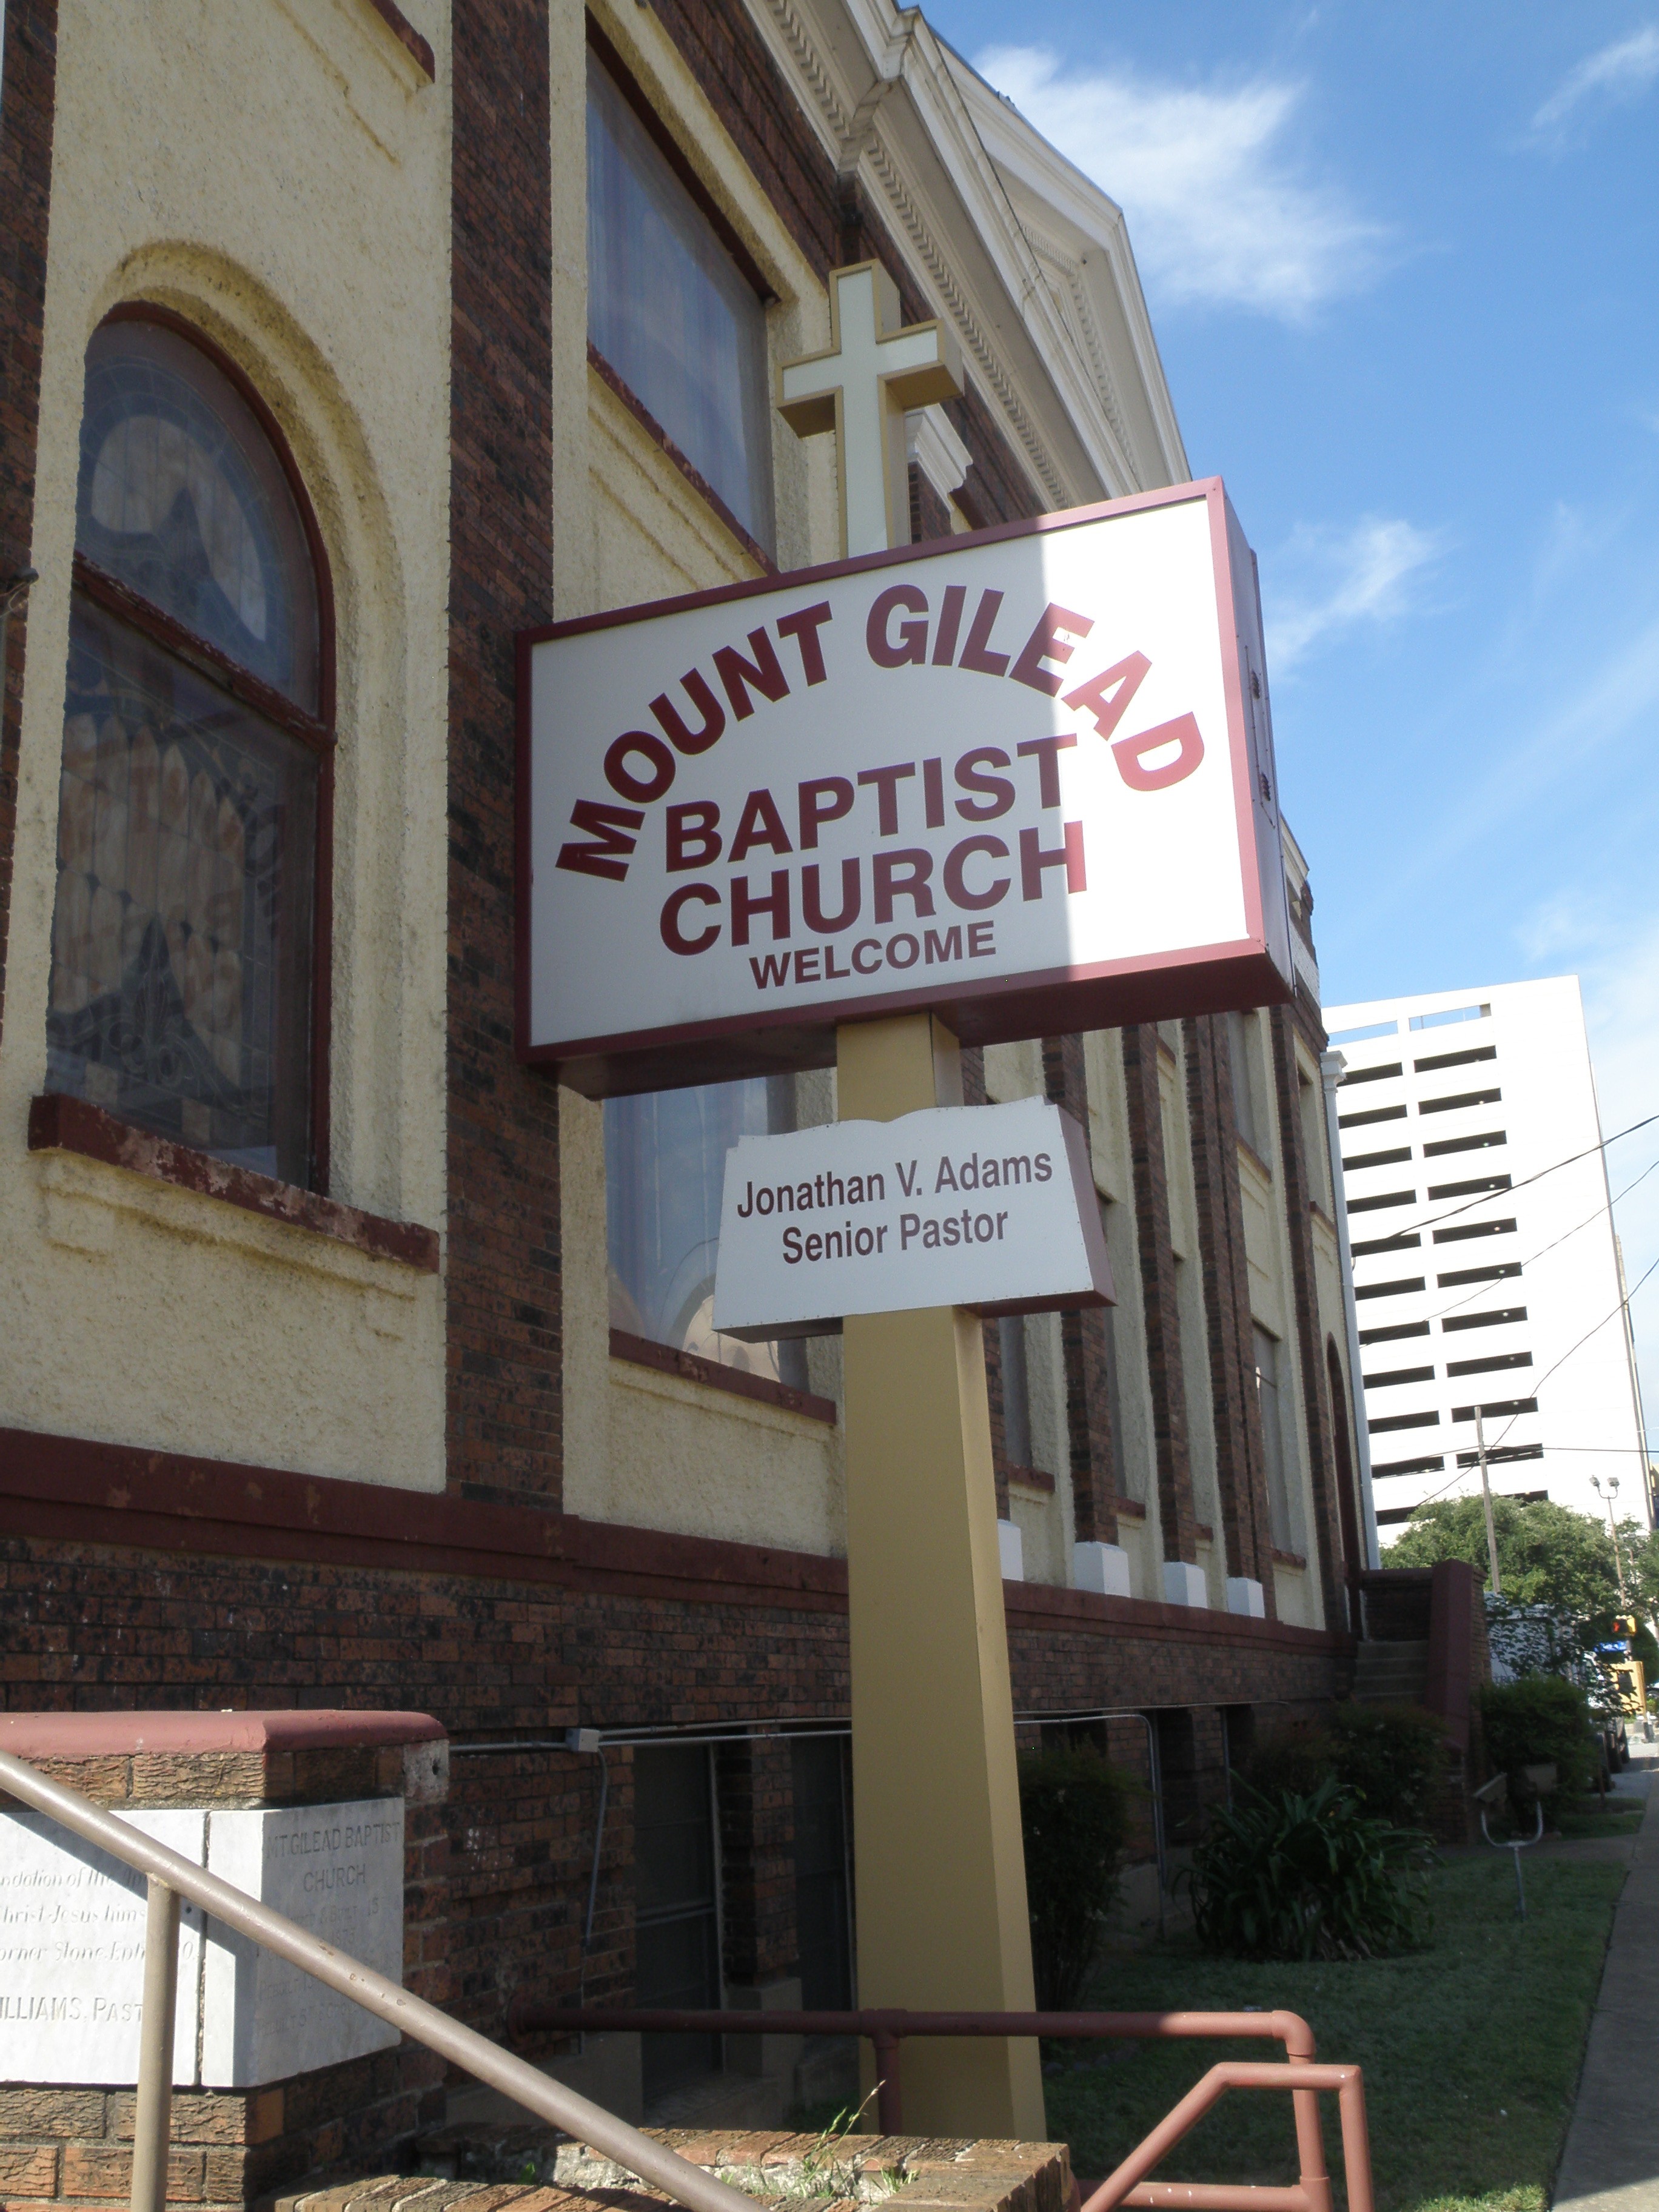 MOUNT GILEAD
BAPTIST
CHURCH
WELCOME
Jonathan V. Adams
Senior Pastor
MT. GILEAD BAPTIST
CHURCH